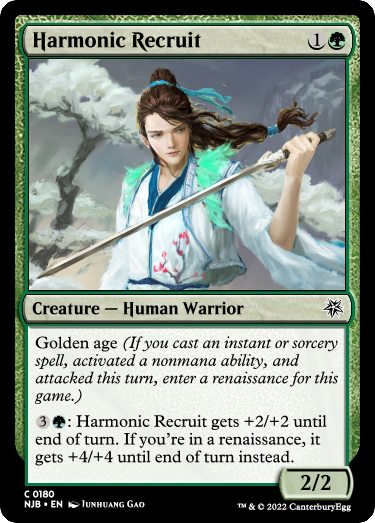 Harmonic Recruit 1
Creature — Human Warrior
Golden age (If you cast an instant or sorcery
spell, activated a nonmana ability, and
attacked this turn, enter a renaissance for this
game.)
3: Harmonic Recruit gets +2/+2 until
end of turn. If you're in a renaissance, it
gets +4/+4 until end of turn instead.
2/2
C 0180
NJB • EN Junhuang Gao
™ & © 2022 CanterburyEgg